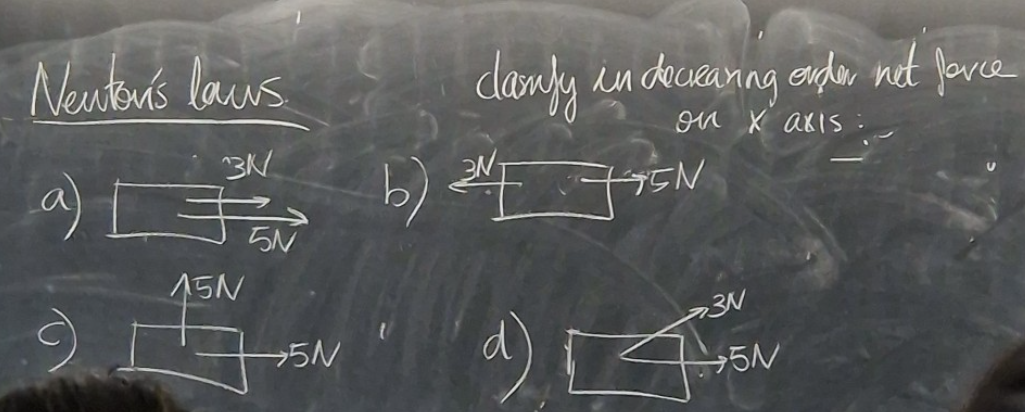 Newton's laws
classify in decreasing order net force
on x axis:
a) 3N
5N
b) 3N 5N
c) 5N
5N
d) 3N
5N